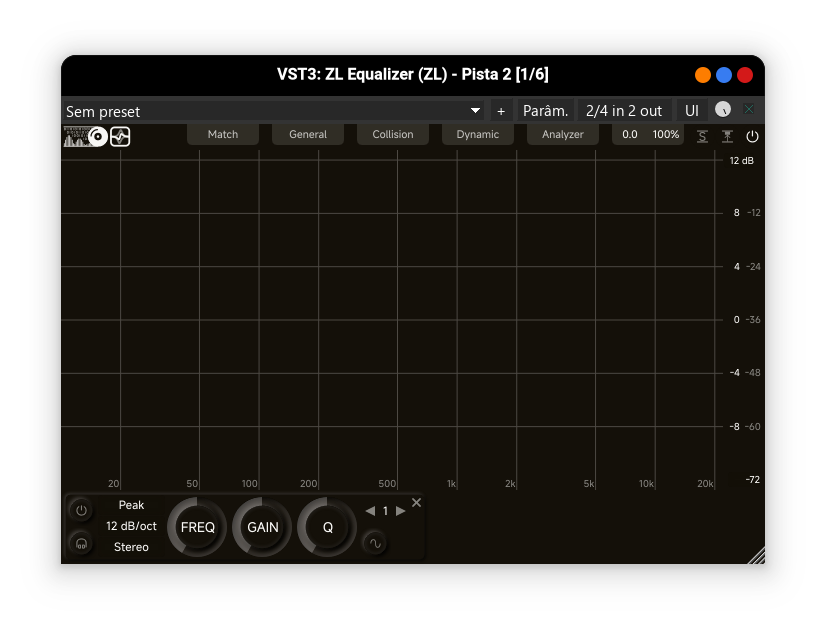 VST3: ZL Equalizer (ZL) - Pista 2 [1/6]
Sem preset + Parâm. 2/4 in 2 out UI
Match General Collision Dynamic Analyzer 0.0 100%
12 dB
8 -12
4 -24
0 -36
-4 -48
-8 -60
20 50 100 200 500 1k 2k 5k 10k 20k -72
Peak
12 dB/oct
Stereo
FREQ GAIN Q
1